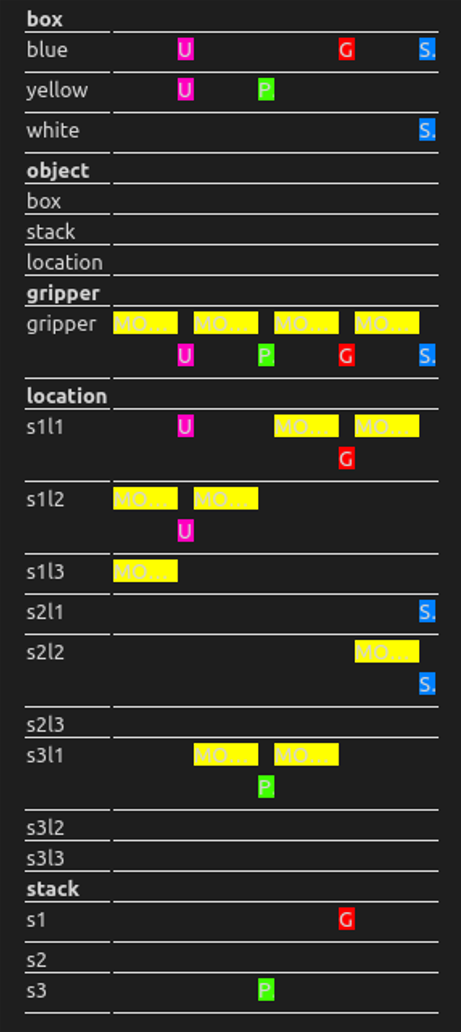 box
blue U G S.
yellow U P
white S.
object
box
stack
location
gripper
gripper MO... MO... MO... MO...
U P G S.
location
s1l1 U MO... MO...
G
s1l2 MO... MO...
U
s1l3 MO...
s2l1 S.
s2l2 MO...
S.
s2l3
s3l1 MO... MO...
P
s3l2
s3l3
stack
s1 G
s2
s3 P